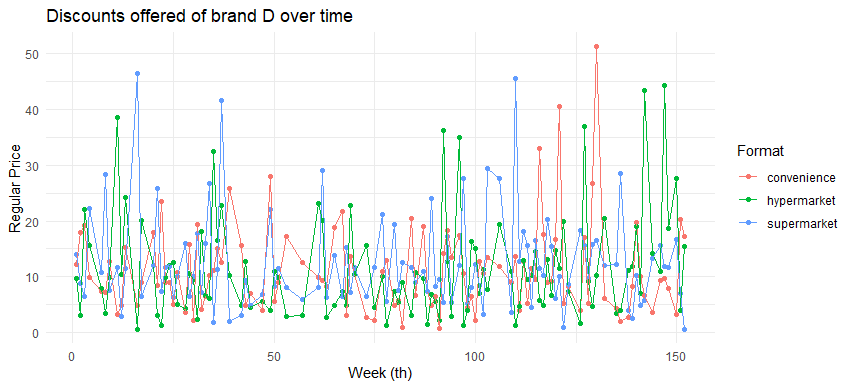 Discounts offered of brand D over time
Regular Price
50
40
30
20
10
0
0
50
100
150
Week (th)
Format
convenience
hypermarket
supermarket